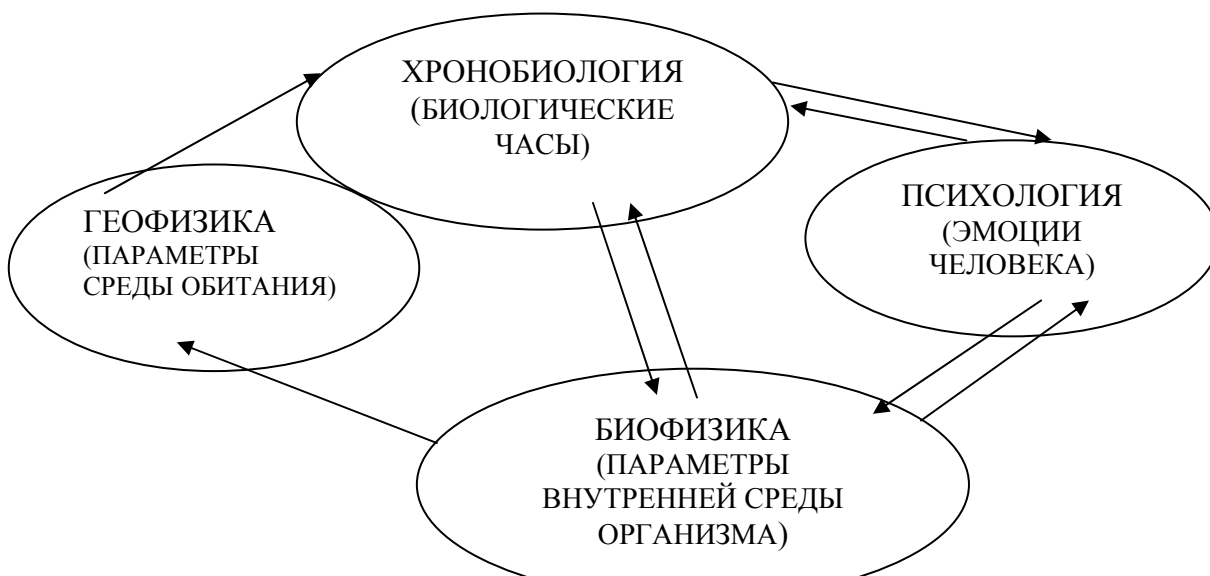 ХРОНОБИОЛОГИЯ
(БИОЛОГИЧЕСКИЕ
ЧАСЫ)
ГЕОФИЗИКА
(ПАРАМЕТРЫ
СРЕДЫ ОБИТАНИЯ)
ПСИХОЛОГИЯ
(ЭМОЦИИ
ЧЕЛОВЕКА)
БИОФИЗИКА
(ПАРАМЕТРЫ
ВНУТРЕННЕЙ СРЕДЫ
ОРГАНИЗМА)